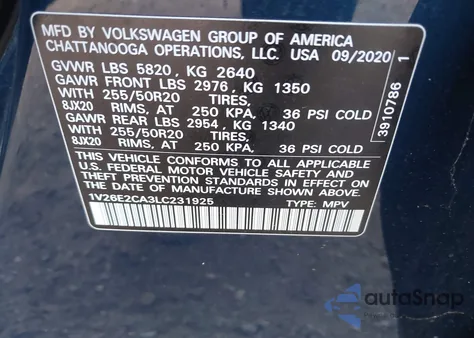 MFD BY VOLKSWAGEN GROUP OF AMERICA
CHATTANOOGA OPERATIONS, LLC. USA 09/2020
GVWR LBS 5820 , KG 2640
GAWR FRONT LBS 2976 , KG 1350
WITH 255/50R20 TIRES,
8JX20 RIMS, AT 250 KPA, 36 PSI COLD
GAWR REAR LBS 2954 , KG 1340
WITH 255/50R20 TIRES,
8JX20 RIMS, AT 250 KPA, 36 PSI COLD
THIS VEHICLE CONFORMS TO ALL APPLICABLE
U.S. FEDERAL MOTOR VEHICLE SAFETY AND
THEFT PREVENTION STANDARDS IN EFFECT ON THE
DATE OF MANUFACTURE SHOWN ABOVE.
1V26E2CA3LC231925 TYPE: MPV
3910786 1
autoSnap